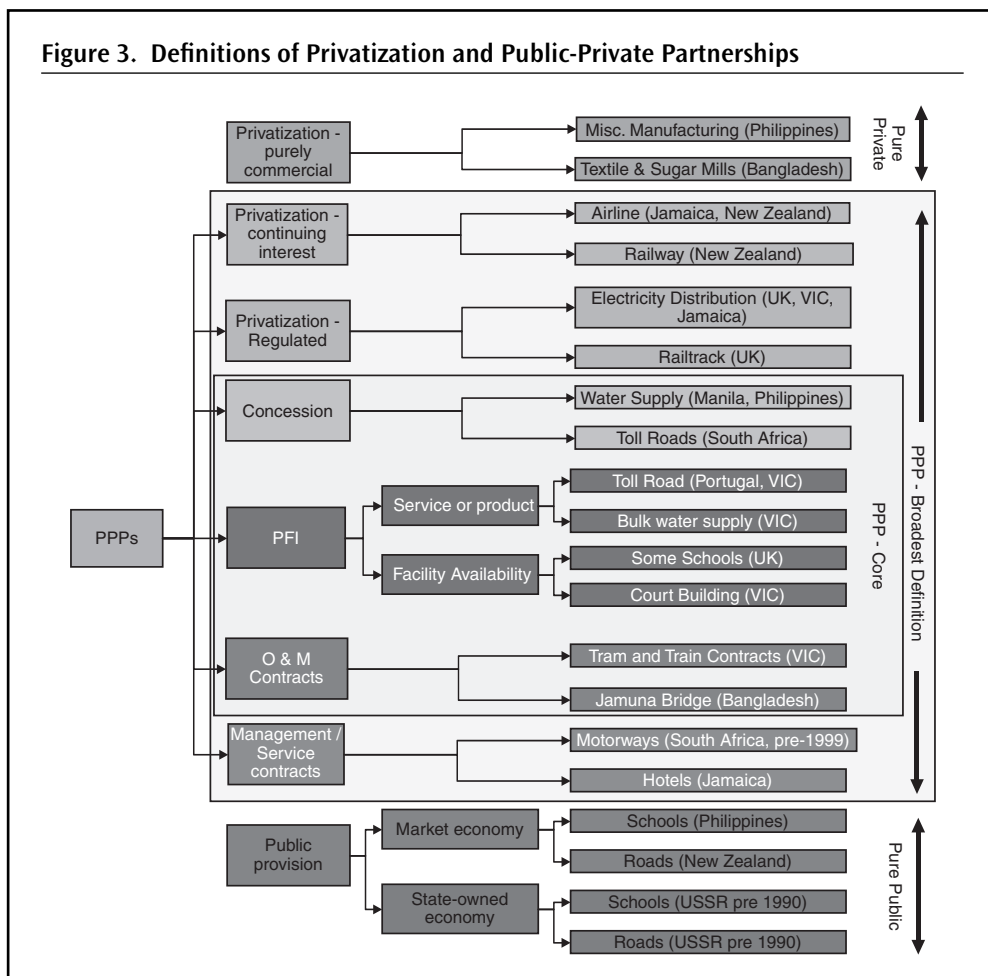 Figure 3. Definitions of Privatization and Public-Private Partnerships
Privatization -
purely
commercial
Misc. Manufacturing (Philippines)
Textile & Sugar Mills (Bangladesh)
Pure
Private
Privatization -
continuing
interest
Airline (Jamaica, New Zealand)
Railway (New Zealand)
Privatization -
Regulated
Electricity Distribution (UK, VIC,
Jamaica)
Railtrack (UK)
Concession
Water Supply (Manila, Philippines)
Toll Roads (South Africa)
PPPs
PFI
Service or product
Toll Road (Portugal, VIC)
Bulk water supply (VIC)
Facility Availability
Some Schools (UK)
Court Building (VIC)
O & M
Contracts
Tram and Train Contracts (VIC)
Jamuna Bridge (Bangladesh)
PPP - Core
Management /
Service
contracts
Motorways (South Africa, pre-1999)
Hotels (Jamaica)
PPP - Broadest Definition
Public
provision
Market economy
Schools (Philippines)
Roads (New Zealand)
State-owned
economy
Schools (USSR pre 1990)
Roads (USSR pre 1990)
Pure Public